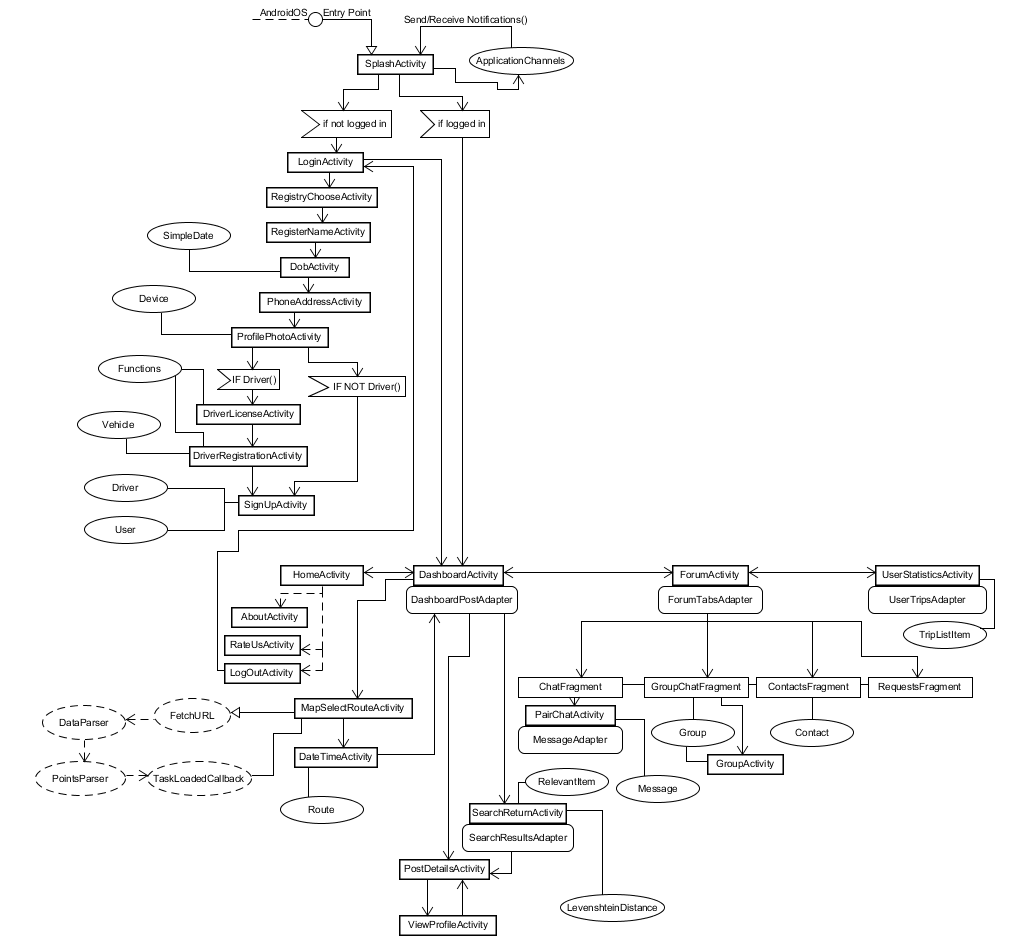 AndroidOS Entry Point
Send/Receive Notifications()
SplashActivity
ApplicationChannels
if not logged in
if logged in
LoginActivity
RegistryChooseActivity
RegisterNameActivity
SimpleDate
DobActivity
Device
PhoneAddressActivity
ProfilePhotoActivity
Functions
IF Driver()
IF NOT Driver()
DriverLicenseActivity
Vehicle
DriverRegistrationActivity
Driver
SignUpActivity
User
HomeActivity
DashboardActivity
ForumActivity
UserStatisticsActivity
DashboardPostAdapter
ForumTabsAdapter
UserTripsAdapter
AboutActivity
TripListItem
RateUsActivity
LogOutActivity
ChatFragment
GroupChatFragment
ContactsFragment
RequestsFragment
MapSelectRouteActivity
FetchURL
DataParser
PairChatActivity
MessageAdapter
Group
Contact
DateTimeActivity
GroupActivity
PointsParser
TaskLoadedCallback
RelevantItem
Message
Route
SearchReturnActivity
SearchResultsAdapter
PostDetailsActivity
LevenshteinDistance
ViewProfileActivity